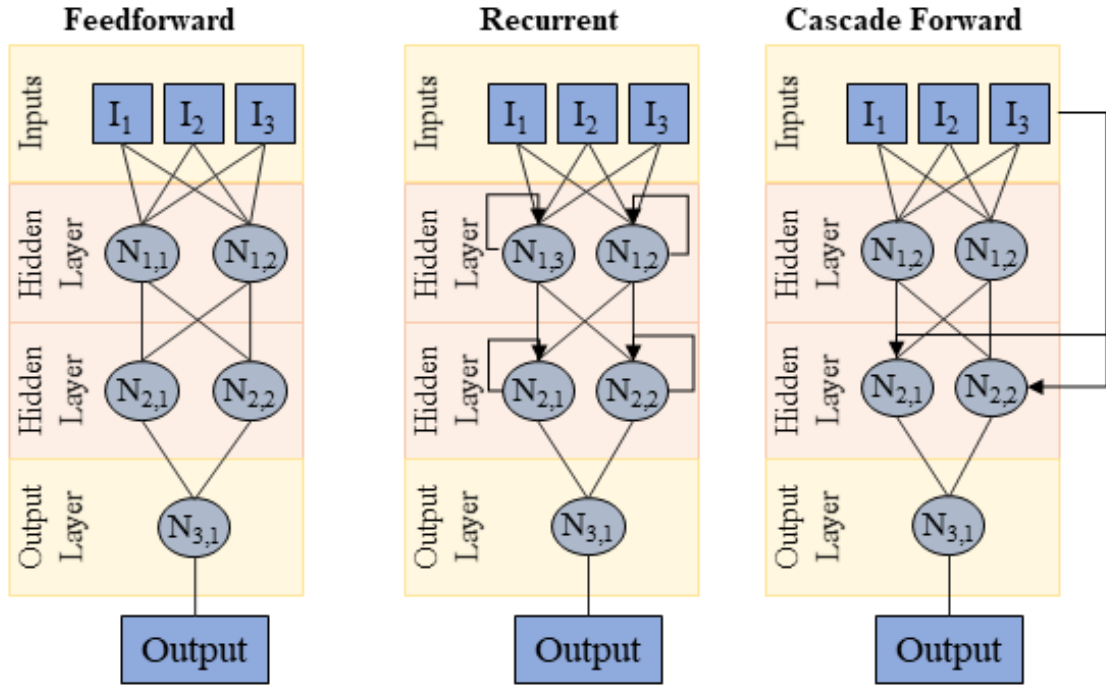 Feedforward
Inputs
I₁ I₂ I₃
Hidden
Layer
N₁,₁ N₁,₂
Hidden
Layer
N₂,₁ N₂,₂
Output
Layer
N₃,₁
Output
Recurrent
Inputs
I₁ I₂ I₃
Hidden
Layer
N₁,₃ N₁,₂
Hidden
Layer
N₂,₁ N₂,₂
Output
Layer
N₃,₁
Output
Cascade Forward
Inputs
I₁ I₂ I₃
Hidden
Layer
N₁,₂ N₁,₂
Hidden
Layer
N₂,₁ N₂,₂
Output
Layer
N₃,₁
Output